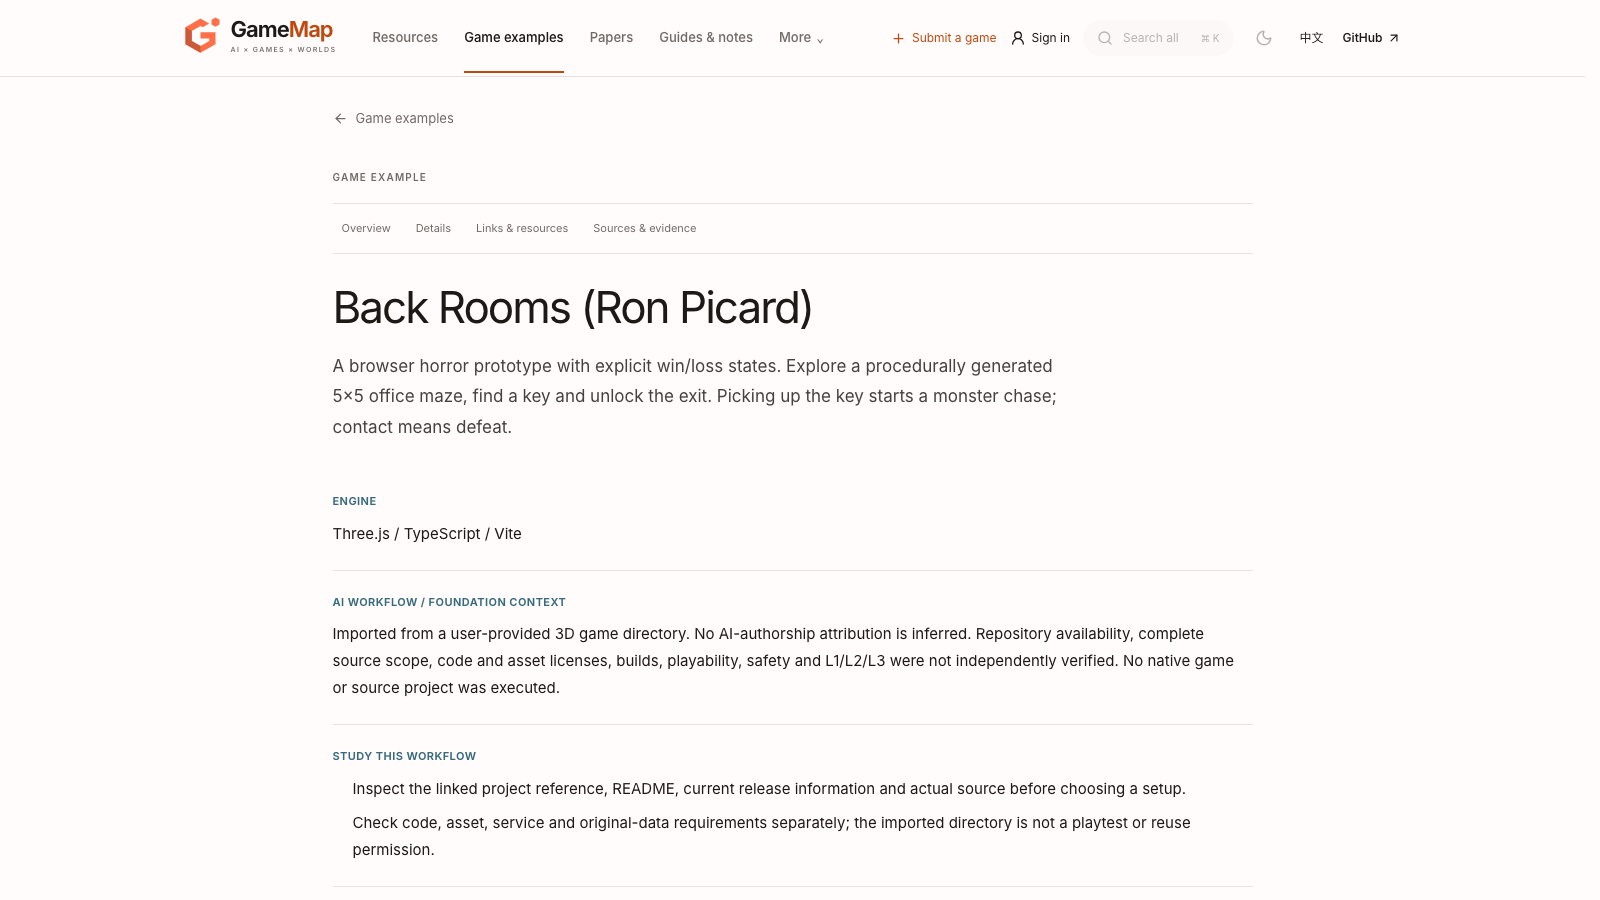 GameMap
AI × GAMES × WORLDS
Resources
Game examples
Papers
Guides & notes
More
Submit a game
Sign in
Search all
⌘ K
中文
GitHub
Game examples
GAME EXAMPLE
Overview
Details
Links & resources
Sources & evidence
Back Rooms (Ron Picard)
A browser horror prototype with explicit win/loss states. Explore a procedurally generated
5×5 office maze, find a key and unlock the exit. Picking up the key starts a monster chase;
contact means defeat.
ENGINE
Three.js / TypeScript / Vite
AI WORKFLOW / FOUNDATION CONTEXT
Imported from a user-provided 3D game directory. No AI-authorship attribution is inferred. Repository availability, complete
source scope, code and asset licenses, builds, playability, safety and L1/L2/L3 were not independently verified. No native game
or source project was executed.
STUDY THIS WORKFLOW
Inspect the linked project reference, README, current release information and actual source before choosing a setup.
Check code, asset, service and original-data requirements separately; the imported directory is not a playtest or reuse
permission.